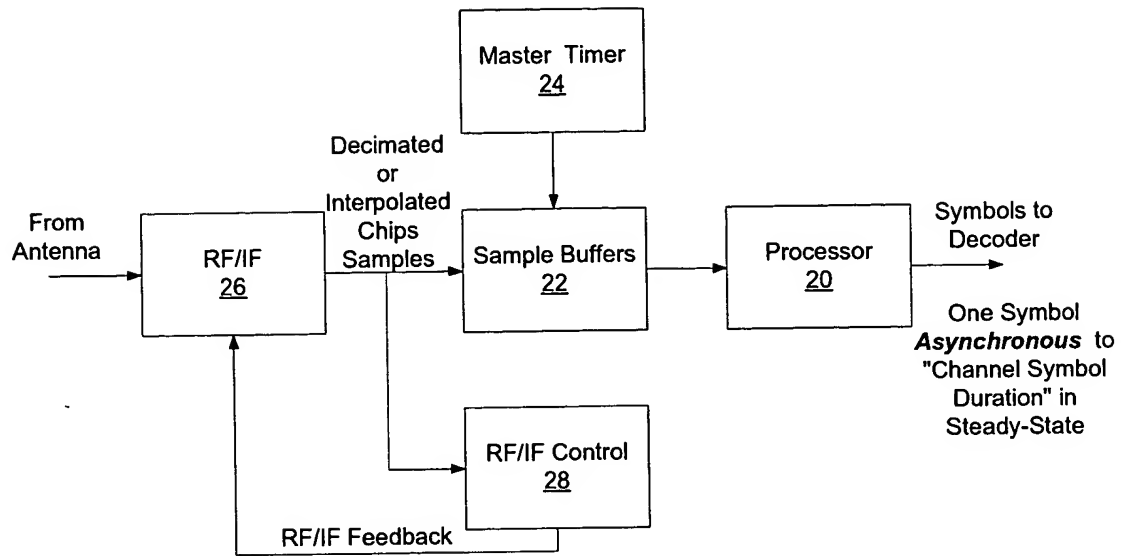 Master Timer
24
Decimated
or
Interpolated
Chips
Samples
From
Antenna
RF/IF
26
Sample Buffers
22
Processor
20
Symbols to
Decoder
One Symbol
Asynchronous to
"Channel Symbol
Duration" in
Steady-State
RF/IF Control
28
RF/IF Feedback